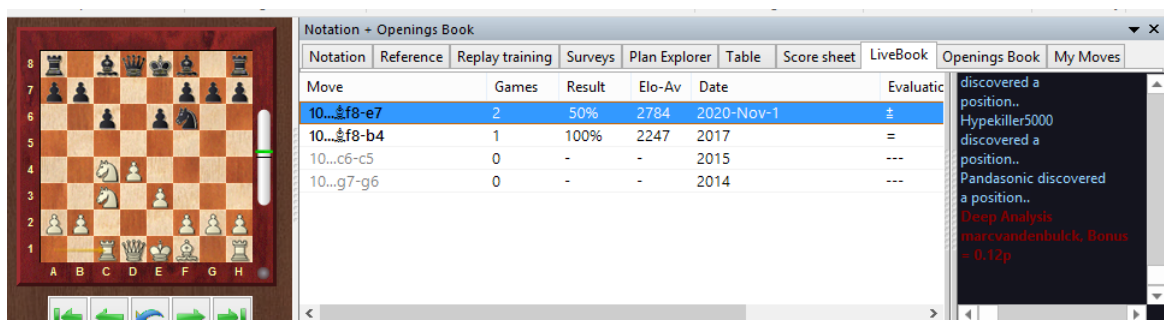 Notation + Openings Book
Notation Reference Replay training Surveys Plan Explorer Table Score sheet LiveBook Openings Book My Moves
Move Games Result Elo-Av Date Evaluatic
10...♗f8-e7 2 50% 2784 2020-Nov-1 ±
10...♗f8-b4 1 100% 2247 2017 =
10...c6-c5 0 - - 2015 ---
10...g7-g6 0 - - 2014 ---
discovered a
position..
Hypekiller5000
discovered a
position..
Pandasonic discovered
a position..
Deep Analysis
marcvandenbulck, Bonus
= 0.12p
8
7
6
5
4
3
2
1
A B C D E F G H